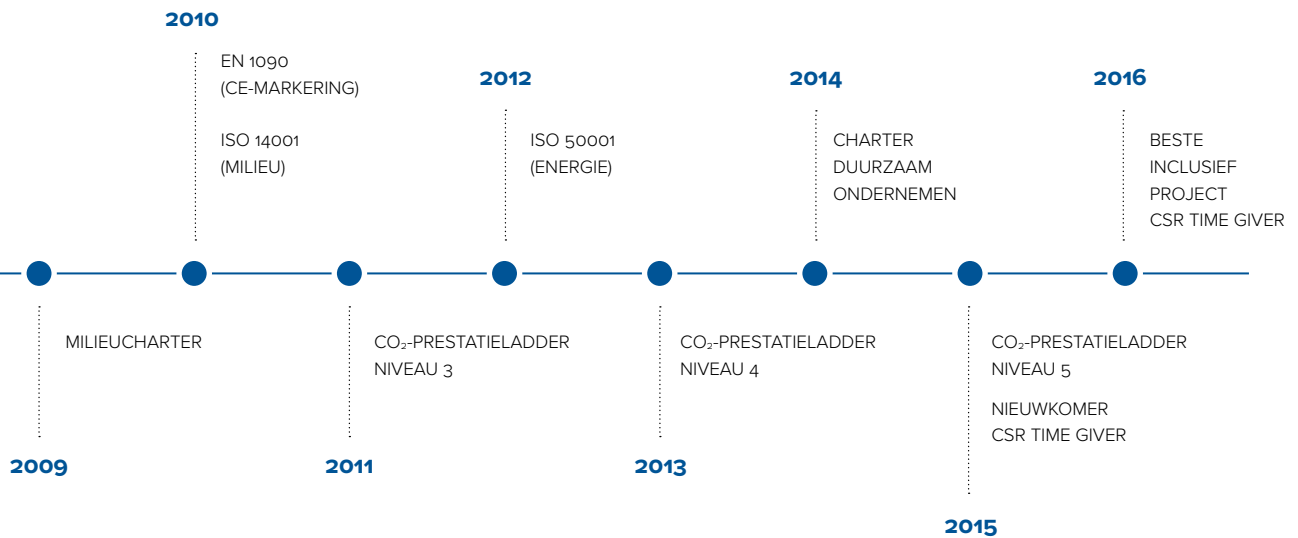 2010
EN 1090
(CE-MARKERING)
ISO 14001
(MILIEU)
2012
ISO 50001
(ENERGIE)
2014
CHARTER
DUURZAAM
ONDERNEMEN
2016
BESTE
INCLUSIEF
PROJECT
CSR TIME GIVER
MILIEUCHARTER
2009
CO₂-PRESTATIELADDER
NIVEAU 3
2011
CO₂-PRESTATIELADDER
NIVEAU 4
2013
CO₂-PRESTATIELADDER
NIVEAU 5
NIEUWKOMER
CSR TIME GIVER
2015